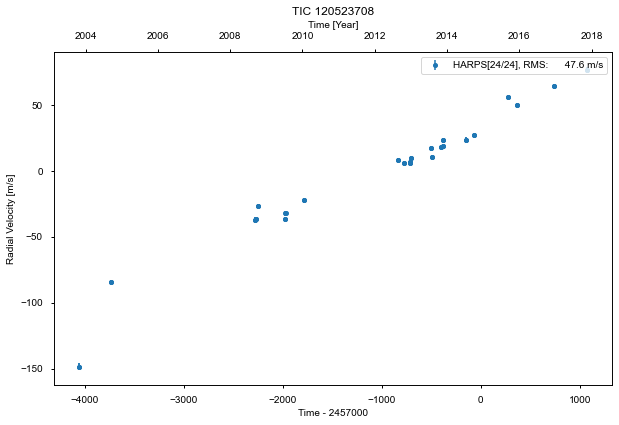 TIC 120523708
Time [Year]
2004 2006 2008 2010 2012 2014 2016 2018
HARPS[24/24], RMS: 47.6 m/s
50
0
−50
−100
−150
Radial Velocity [m/s]
−4000 −3000 −2000 −1000 0 1000
Time - 2457000